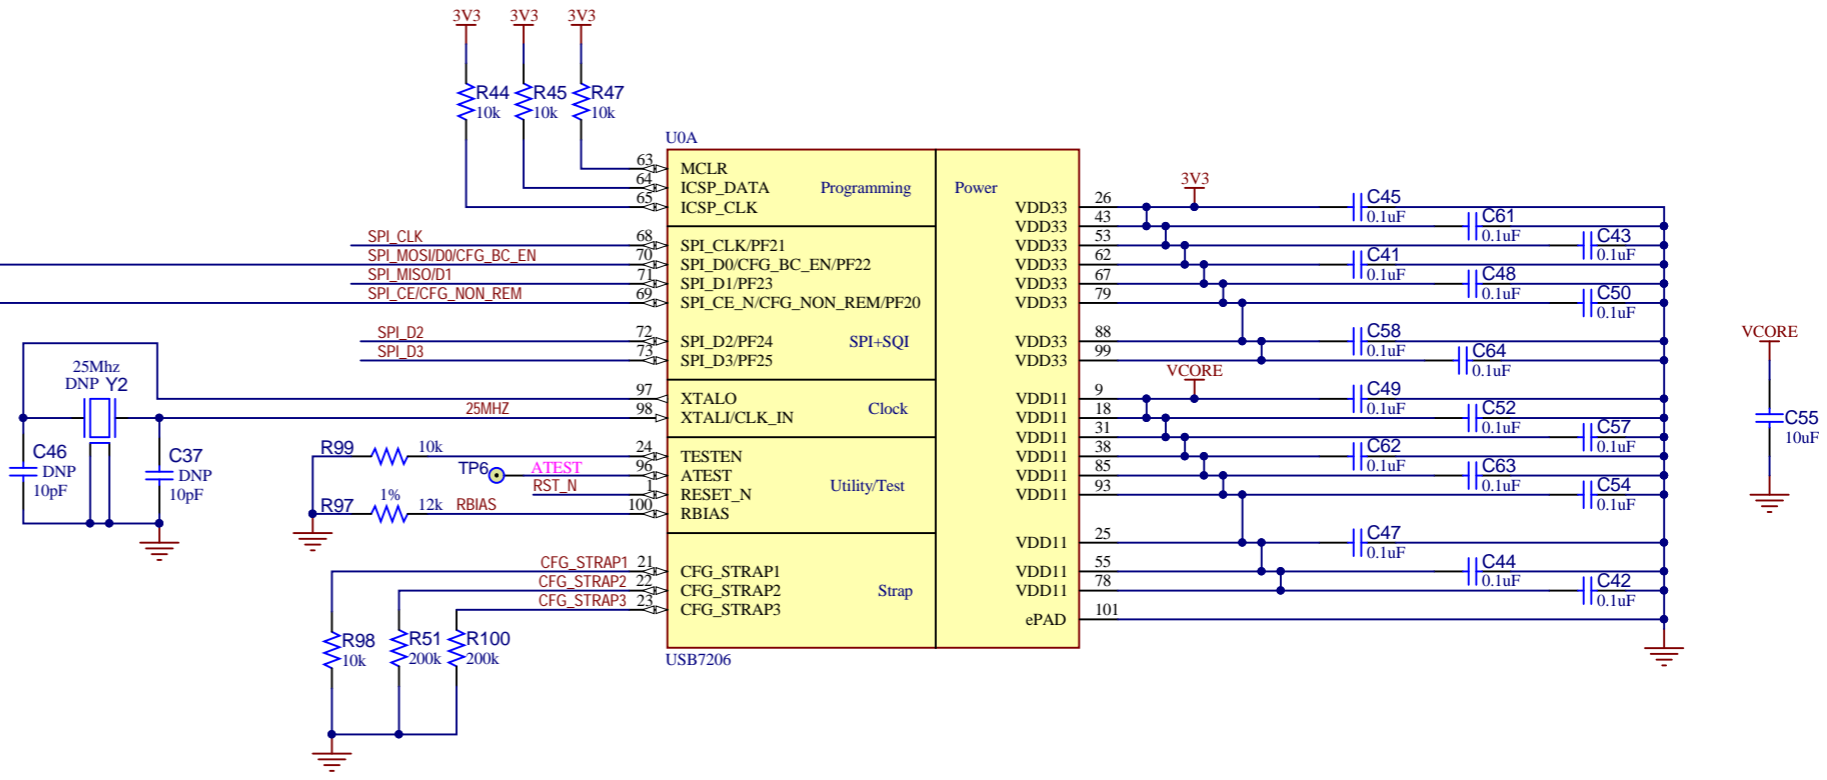 3V3 3V3 3V3
R44 R45 R47
10k 10k 10k
U0A
63 MCLR
64 ICSP_DATA Programming Power
65 ICSP_CLK
SPI_CLK 68 SPI_CLK/PF21
SPI_MOSI/D0/CFG_BC_EN 70 SPI_D0/CFG_BC_EN/PF22
SPI_MISO/D1 71 SPI_D1/PF23
SPI_CE/CFG_NON_REM 69 SPI_CE_N/CFG_NON_REM/PF20
SPI_D2 72 SPI_D2/PF24 SPI+SQI
SPI_D3 73 SPI_D3/PF25
25Mhz
DNP Y2
97 XTALO
25MHZ 98 XTALI/CLK_IN Clock
C46
DNP
10pF
C37
DNP
10pF
R99 10k 24 TESTEN
TP6 ATEST 96 ATEST
RST_N 1 RESET_N Utility/Test
R97 1% 12k RBIAS 100 RBIAS
CFG_STRAP1 21 CFG_STRAP1
CFG_STRAP2 22 CFG_STRAP2 Strap
CFG_STRAP3 23 CFG_STRAP3
R98 R51 R100
10k 200k 200k
USB7206
3V3
VDD33 26 C45 0.1uF
VDD33 43 C61 0.1uF
VDD33 53 C43 0.1uF
VDD33 62 C41 0.1uF
VDD33 67 C48 0.1uF
VDD33 79 C50 0.1uF
VDD33 88 C58 0.1uF
VDD33 99 C64 0.1uF
VCORE
VDD11 9 C49 0.1uF
VDD11 18 C52 0.1uF
VDD11 31 C57 0.1uF
VDD11 38 C62 0.1uF
VDD11 85 C63 0.1uF
VDD11 93 C54 0.1uF
VDD11 25 C47 0.1uF
VDD11 55 C44 0.1uF
VDD11 78 C42 0.1uF
ePAD 101
VCORE
C55
10uF